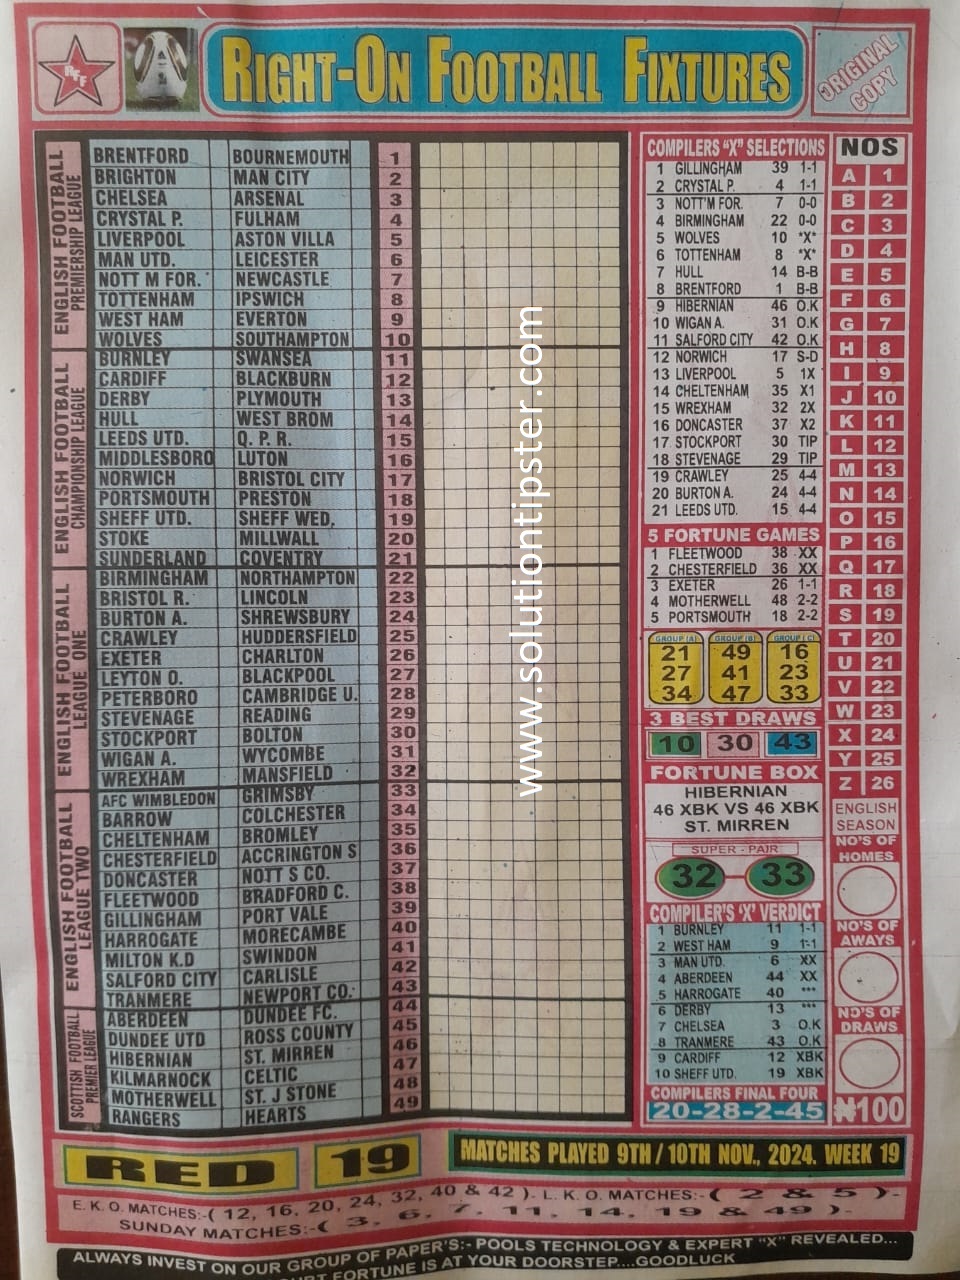 RFF
RIGHT-ON FOOTBALL FIXTURES
ORIGINAL COPY
ENGLISH FOOTBALL PREMIERSHIP LEAGUE
BRENTFORD BOURNEMOUTH 1
BRIGHTON MAN CITY 2
CHELSEA ARSENAL 3
CRYSTAL P. FULHAM 4
LIVERPOOL ASTON VILLA 5
MAN UTD. LEICESTER 6
NOTT M FOR. NEWCASTLE 7
TOTTENHAM IPSWICH 8
WEST HAM EVERTON 9
WOLVES SOUTHAMPTON 10
ENGLISH FOOTBALL CHAMPIONSHIP LEAGUE
BURNLEY SWANSEA 11
CARDIFF BLACKBURN 12
DERBY PLYMOUTH 13
HULL WEST BROM 14
LEEDS UTD. Q. P. R. 15
MIDDLESBORO LUTON 16
NORWICH BRISTOL CITY 17
PORTSMOUTH PRESTON 18
SHEFF UTD. SHEFF WED. 19
STOKE MILLWALL 20
SUNDERLAND COVENTRY 21
ENGLISH FOOTBALL LEAGUE ONE
BIRMINGHAM NORTHAMPTON 22
BRISTOL R. LINCOLN 23
BURTON A. SHREWSBURY 24
CRAWLEY HUDDERSFIELD 25
EXETER CHARLTON 26
LEYTON O. BLACKPOOL 27
PETERBORO CAMBRIDGE U. 28
STEVENAGE READING 29
STOCKPORT BOLTON 30
WIGAN A. WYCOMBE 31
WREXHAM MANSFIELD 32
ENGLISH FOOTBALL LEAGUE TWO
AFC WIMBLEDON GRIMSBY 33
BARROW COLCHESTER 34
CHELTENHAM BROMLEY 35
CHESTERFIELD ACCRINGTON S 36
DONCASTER NOTT S CO. 37
FLEETWOOD BRADFORD C. 38
GILLINGHAM PORT VALE 39
HARROGATE MORECAMBE 40
MILTON K.D SWINDON 41
SALFORD CITY CARLISLE 42
TRANMERE NEWPORT CO. 43
SCOTTISH FOOTBALL PREMIER LEAGUE
ABERDEEN DUNDEE FC. 44
DUNDEE UTD ROSS COUNTY 45
HIBERNIAN ST. MIRREN 46
KILMARNOCK CELTIC 47
MOTHERWELL ST. J STONE 48
RANGERS HEARTS 49
www.solutiontipster.com
COMPILERS "X" SELECTIONS
1 GILLINGHAM 39 1-1
2 CRYSTAL P. 4 1-1
3 NOTT'M FOR. 7 0-0
4 BIRMINGHAM 22 0-0
5 WOLVES 10 *X*
6 TOTTENHAM 8 *X*
7 HULL 14 B-B
8 BRENTFORD 1 B-B
9 HIBERNIAN 46 O.K
10 WIGAN A. 31 O.K
11 SALFORD CITY 42 O.K
12 NORWICH 17 S-D
13 LIVERPOOL 5 1X
14 CHELTENHAM 35 X1
15 WREXHAM 32 2X
16 DONCASTER 37 X2
17 STOCKPORT 30 TIP
18 STEVENAGE 29 TIP
19 CRAWLEY 25 4-4
20 BURTON A. 24 4-4
21 LEEDS UTD. 15 4-4
5 FORTUNE GAMES
1 FLEETWOOD 38 XX
2 CHESTERFIELD 36 XX
3 EXETER 26 1-1
4 MOTHERWELL 48 2-2
5 PORTSMOUTH 18 2-2
GROUP (A) GROUP (B) GROUP (C)
21 49 16
27 41 23
34 47 33
3 BEST DRAWS
10 30 43
FORTUNE BOX
HIBERNIAN
46 XBK VS 46 XBK
ST. MIRREN
SUPER - PAIR
32 33
COMPILER'S 'X' VERDICT
1 BURNLEY 11 1-1
2 WEST HAM 9 1-1
3 MAN UTD. 6 XX
4 ABERDEEN 44 XX
5 HARROGATE 40 ***
6 DERBY 13 ***
7 CHELSEA 3 O.K
8 TRANMERE 43 O.K
9 CARDIFF 12 XBK
10 SHEFF UTD. 19 XBK
COMPILERS FINAL FOUR
20-28-2-45
NOS
A 1
B 2
C 3
D 4
E 5
F 6
G 7
H 8
I 9
J 10
K 11
L 12
M 13
N 14
O 15
P 16
Q 17
R 18
S 19
T 20
U 21
V 22
W 23
X 24
Y 25
Z 26
ENGLISH
SEASON
NO'S OF
HOMES
NO'S OF
AWAYS
NO'S OF
DRAWS
₦100
RED 19
MATCHES PLAYED 9TH / 10TH NOV., 2024. WEEK 19
E. K. O. MATCHES:-( 12, 16, 20, 24, 32, 40 & 42 )- L. K. O. MATCHES:- ( 2 & 5 )-
SUNDAY MATCHES:-( 3, 6, 7, 11, 14, 19 & 49 )-
ALWAYS INVEST ON OUR GROUP OF PAPER'S:- POOLS TECHNOLOGY & EXPERT "X" REVEALED...
FORTUNE IS AT YOUR DOORSTEP....GOODLUCK